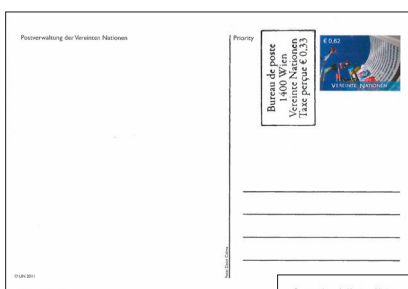 Postverwaltung der Vereinten Nationen
Priority
Bureau de poste
1400 Wien
Vereinte Nationen
Taxe perçue € 0,33
€ 0,62
VEREINTE NATIONEN
© UN 2011